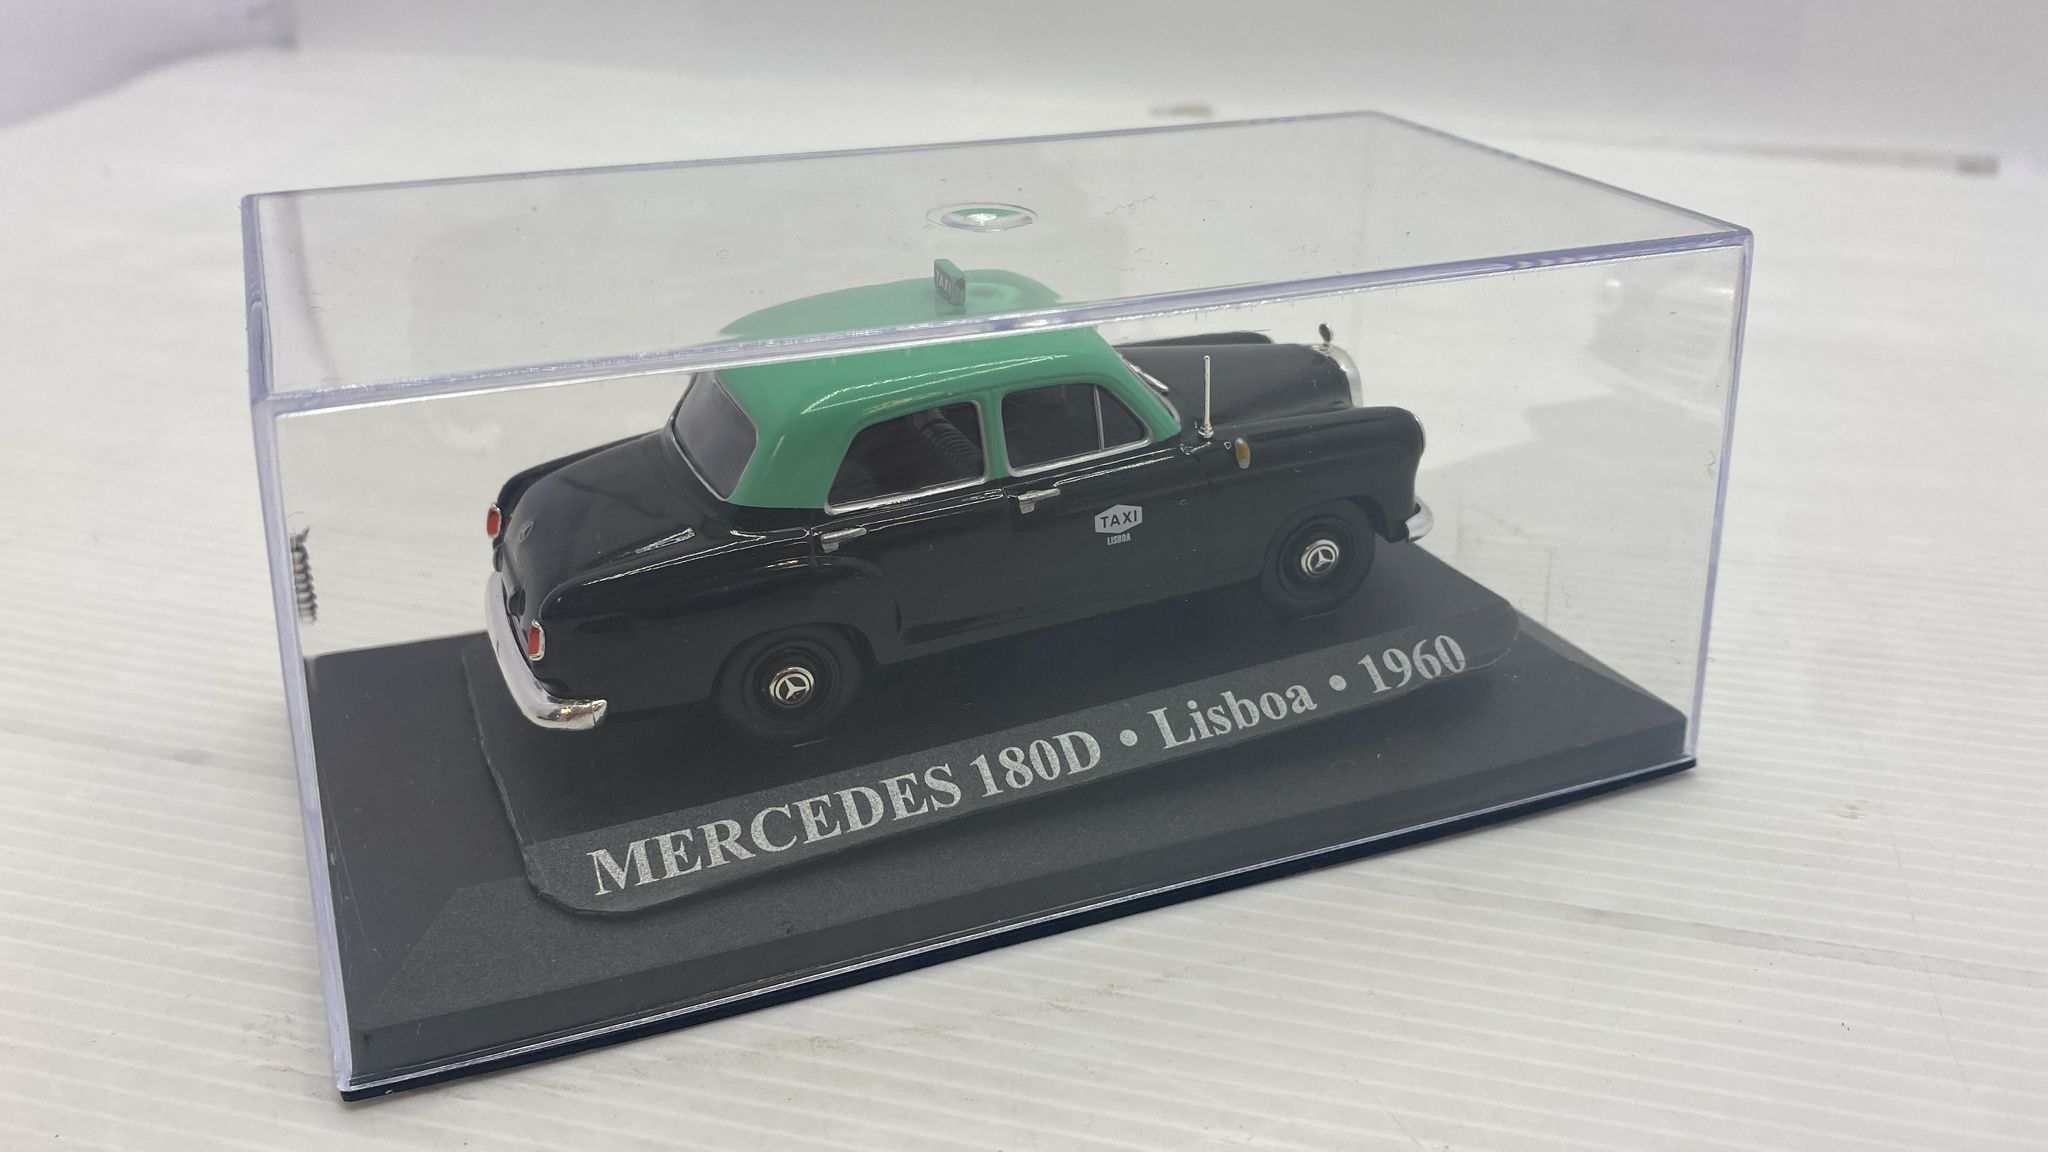 TAXI
TAXI
LISBOA
MERCEDES 180D • Lisboa • 1960